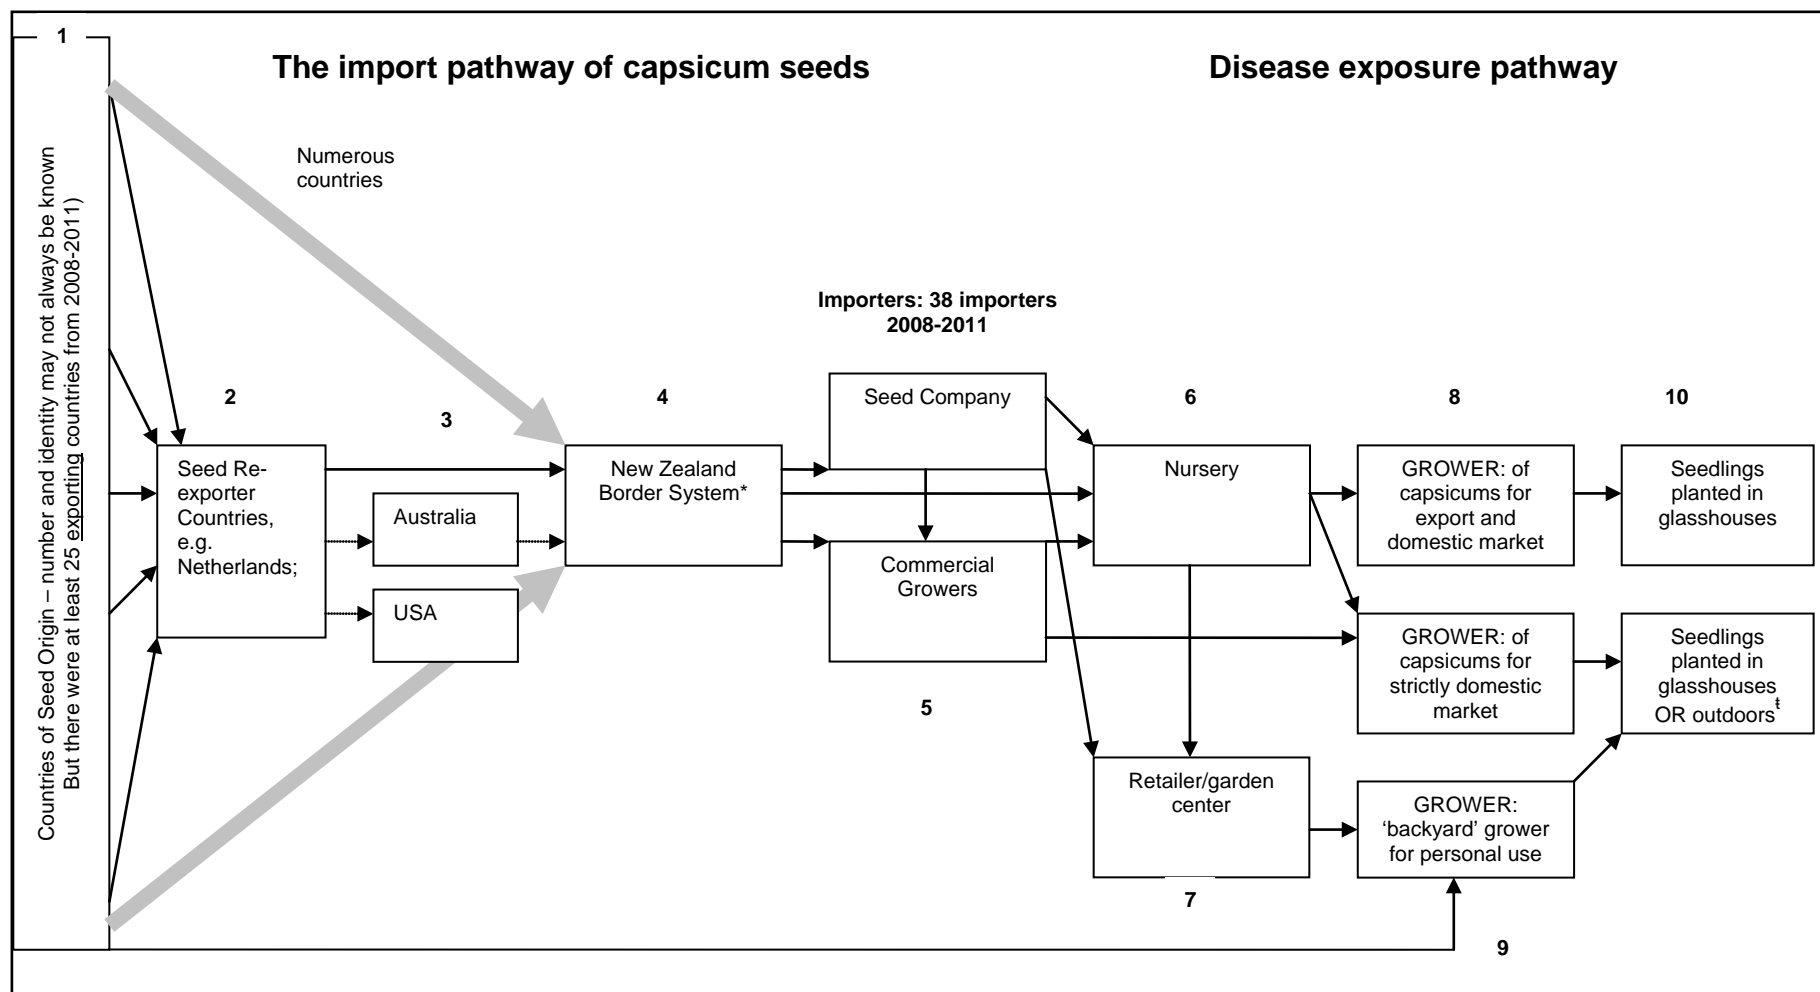 1
The import pathway of capsicum seeds
Disease exposure pathway
Countries of Seed Origin – number and identity may not always be known
But there were at least 25 exporting countries from 2008-2011)
Numerous
countries
Importers: 38 importers
2008-2011
2
3
4
6
8
10
Seed Re-
exporter
Countries,
e.g.
Netherlands;
Australia
USA
New Zealand
Border System*
Seed Company
Commercial
Growers
5
Nursery
Retailer/garden
center
7
GROWER: of
capsicums for
export and
domestic market
GROWER: of
capsicums for
strictly domestic
market
GROWER:
‘backyard’ grower
for personal use
9
Seedlings
planted in
glasshouses
Seedlings
planted in
glasshouses
OR outdoors^ŧ